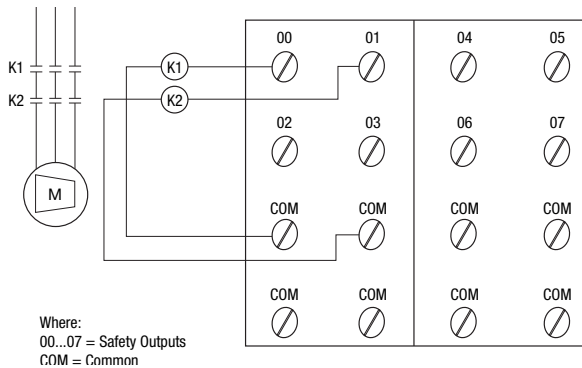 00 01 04 05
K1 K1
K2 K2
02 03 06 07
M
COM COM COM COM
COM COM COM COM
Where:
00...07 = Safety Outputs
COM = Common